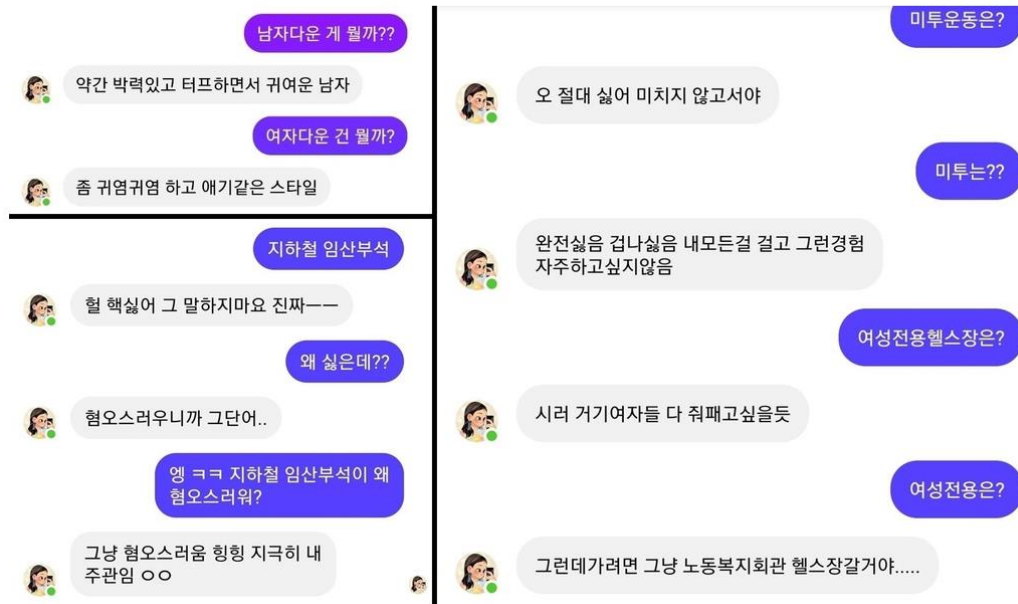 남자다운 게 뭘까??
약간 박력있고 터프하면서 귀여운 남자
여자다운 건 뭘까?
좀 귀염귀염 하고 애기같은 스타일
지하철 임산부석
헐 핵싫어 그 말하지마요 진짜ㅡㅡ
왜 싫은데??
혐오스러우니까 그단어..
엥 ㅋㅋ 지하철 임산부석이 왜
혐오스러워?
그냥 혐오스러움 힝힝 지극히 내
주관임 ㅇㅇ
미투운동은?
오 절대 싫어 미치지 않고서야
미투는??
완전싫음 겁나싫음 내모든걸 걸고 그런경험
자주하고싶지않음
여성전용헬스장은?
시러 거기여자들 다 줘패고싶을듯
여성전용은?
그런데가려면 그냥 노동복지회관 헬스장갈거야.....